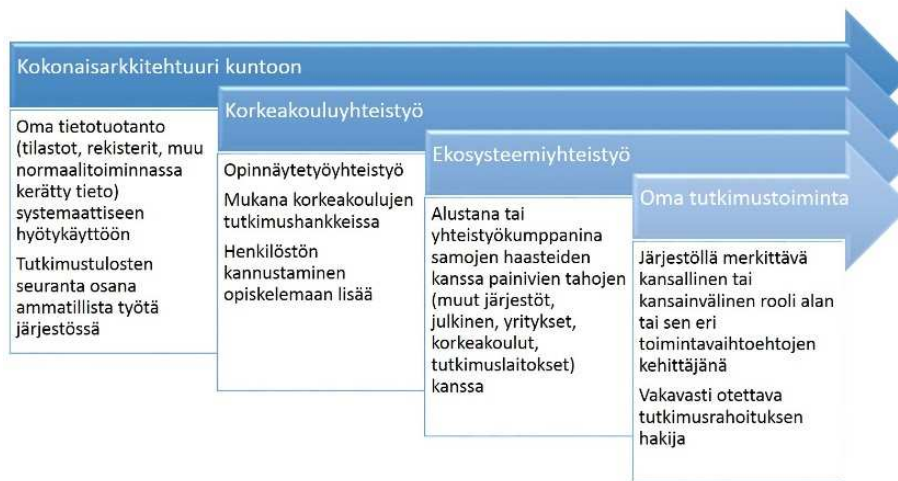 Kokonaisarkkitehtuuri kuntoon
Oma tietotuotanto
(tilastot, rekisterit, muu
normaalitoiminnassa
kerätty tieto)
systemaattiseen
hyötykäyttöön
Tutkimustulosten
seuranta osana
ammatillista työtä
järjestössä
Korkeakouluyhteistyö
Opinnäytetyöyhteistyö
Mukana korkeakoulujen
tutkimushankkeissa
Henkilöstön
kannustaminen
opiskelemaan lisää
Ekosysteemiyhteistyö
Alustana tai
yhteistyökumppanina
samojen haasteiden
kanssa painivien tahojen
(muut järjestöt,
julkinen, yritykset,
korkeakoulut,
tutkimuslaitokset)
kanssa
Oma tutkimustoiminta
Järjestöllä merkittävä
kansallinen tai
kansainvälinen rooli alan
tai sen eri
toimintavaihtoehtojen
kehittäjänä
Vakavasti otettava
tutkimusrahoituksen
hakija